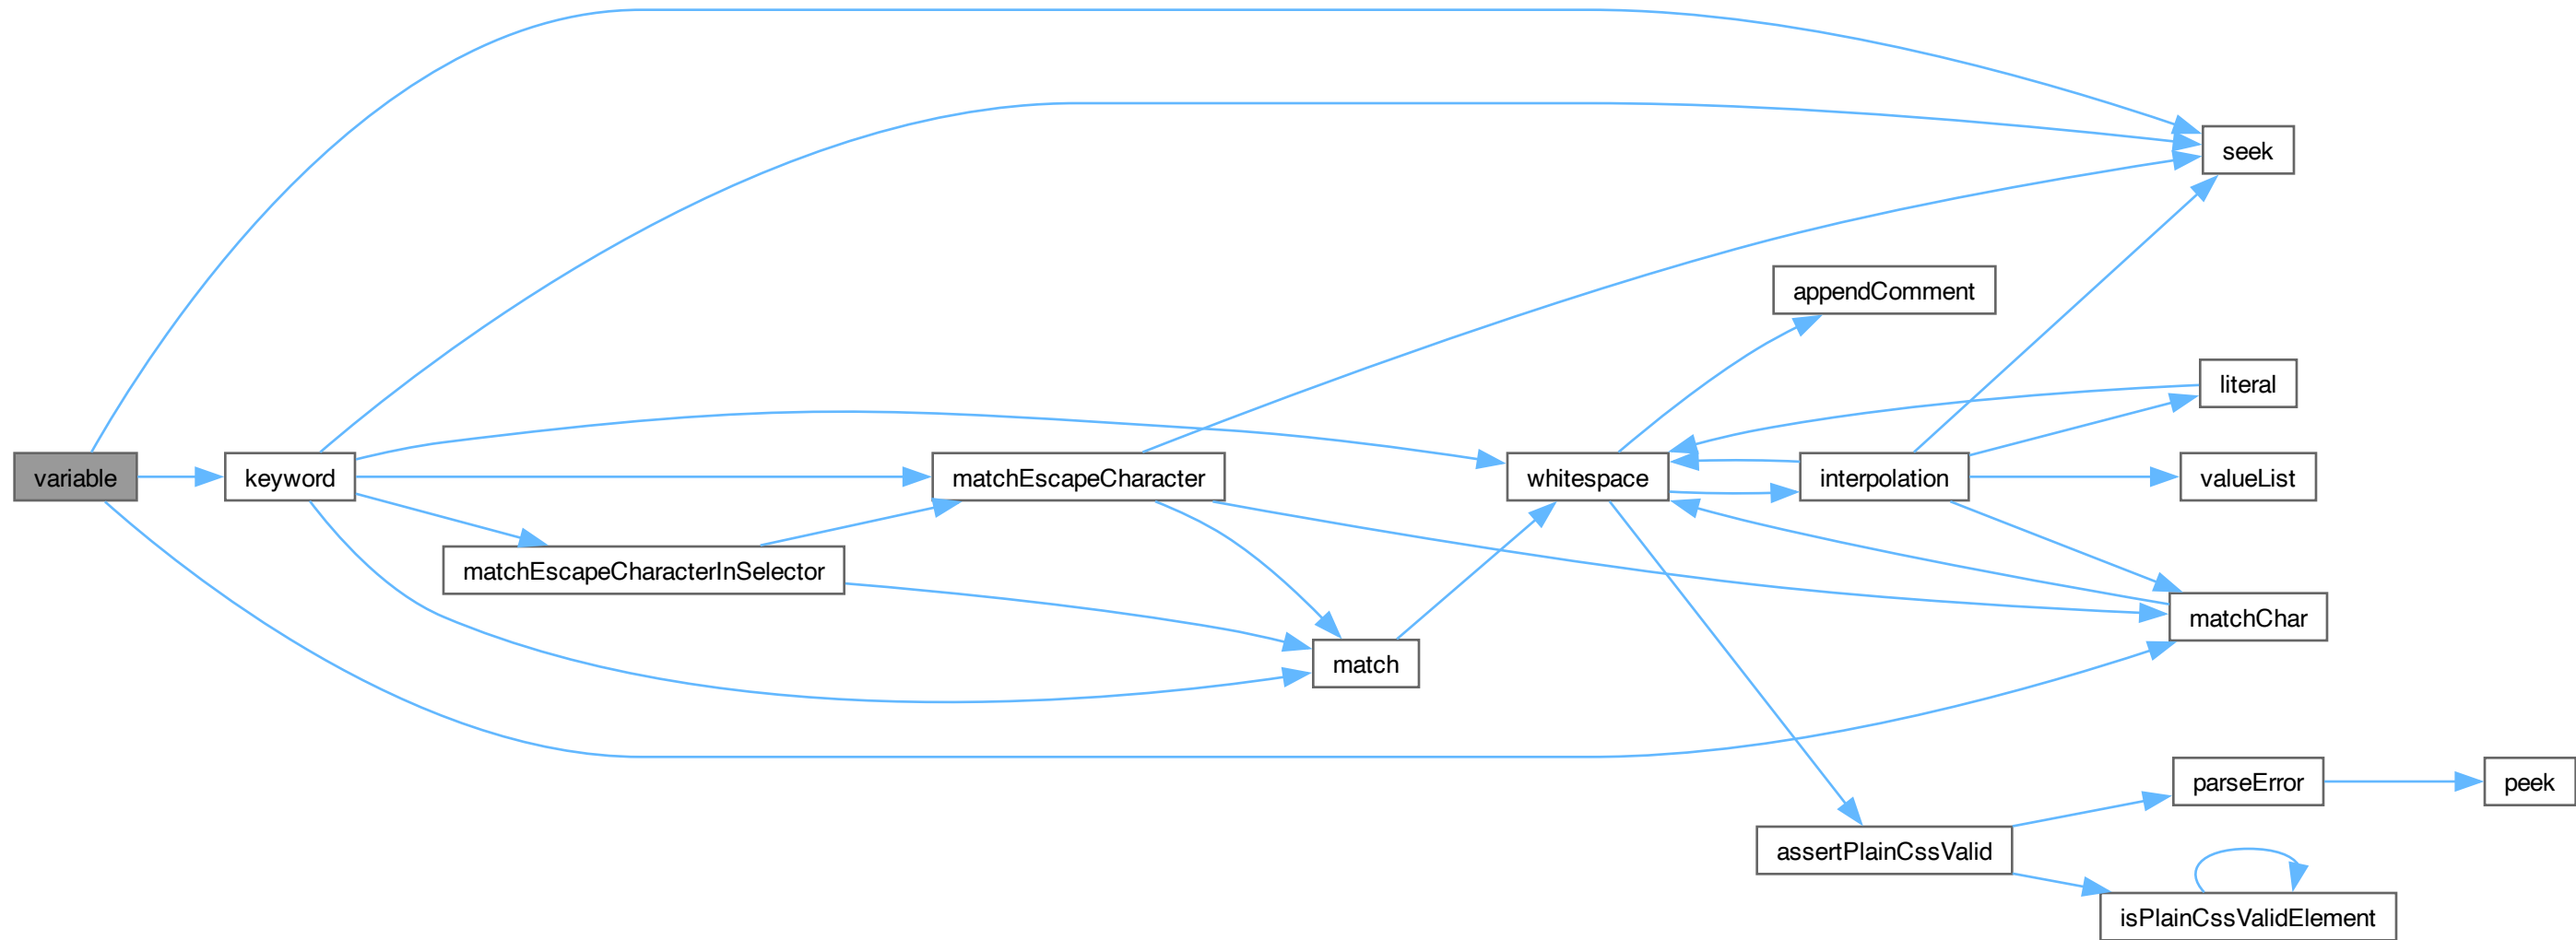 seek
appendComment
literal
variable
keyword
matchEscapeCharacter
whitespace
interpolation
valueList
matchEscapeCharacterInSelector
matchChar
match
parseError
peek
assertPlainCssValid
isPlainCssValidElement